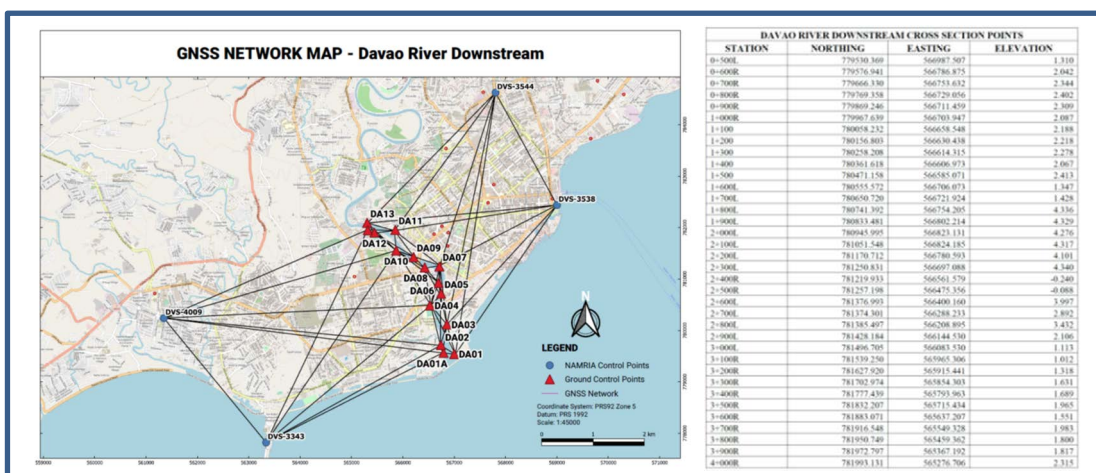 GNSS NETWORK MAP - Davao River Downstream
DVS-3544
DVS-3538
DA13
DA11
DA12
DA09
DA07
DA10
DA08
DA05
DA06
DA04
DVS-4009
DA03
DA02
DA01
DA01A
DVS-3343
N
LEGEND
NAMRIA Control Points
Ground Control Points
GNSS Network
Coordinate System: PRS92 Zone 5
Datum: PRS 1992
Scale: 1:45000
0 1 2 km
559000 560000 561000 562000 563000 564000 565000 566000 567000 568000 569000 570000 571000
DAVAO RIVER DOWNSTREAM CROSS SECTION POINTS
STATION NORTHING EASTING ELEVATION
0+500L 779530.369 566987.507 1.310
0+600R 779576.941 566786.875 2.042
0+700R 779666.330 566753.632 2.344
0+800R 779769.358 566729.056 2.402
0+900R 779869.246 566711.459 2.309
1+000R 779967.639 566703.947 2.087
1+100 780058.232 566658.548 2.188
1+200 780156.803 566630.438 2.218
1+300 780258.208 566614.315 2.278
1+400 780361.618 566606.973 2.067
1+500 780471.158 566585.071 2.413
1+600L 780555.572 566706.073 1.347
1+700L 780650.720 566721.924 1.428
1+800L 780741.392 566754.205 4.336
1+900L 780833.481 566802.214 4.329
2+000L 780945.995 566823.131 4.276
2+100L 781051.548 566824.185 4.317
2+200L 781170.712 566780.593 4.101
2+300L 781250.831 566697.088 4.340
2+400R 781219.933 566561.579 -0.240
2+500R 781257.198 566475.356 -0.088
2+600L 781376.993 566400.160 3.997
2+700L 781374.301 566288.233 2.892
2+800L 781385.497 566208.895 3.432
2+900L 781428.184 566144.530 2.106
3+000L 781496.705 566083.530 1.113
3+100R 781539.250 565965.306 1.012
3+200R 781627.920 565915.441 1.318
3+300R 781702.974 565854.303 1.631
3+400R 781777.439 565793.963 1.689
3+500R 781832.207 565715.434 1.965
3+600R 781883.071 565637.207 1.551
3+700R 781916.548 565549.328 1.983
3+800R 781950.749 565459.362 1.800
3+900R 781972.797 565367.192 1.817
4+000R 781993.131 565276.706 2.315